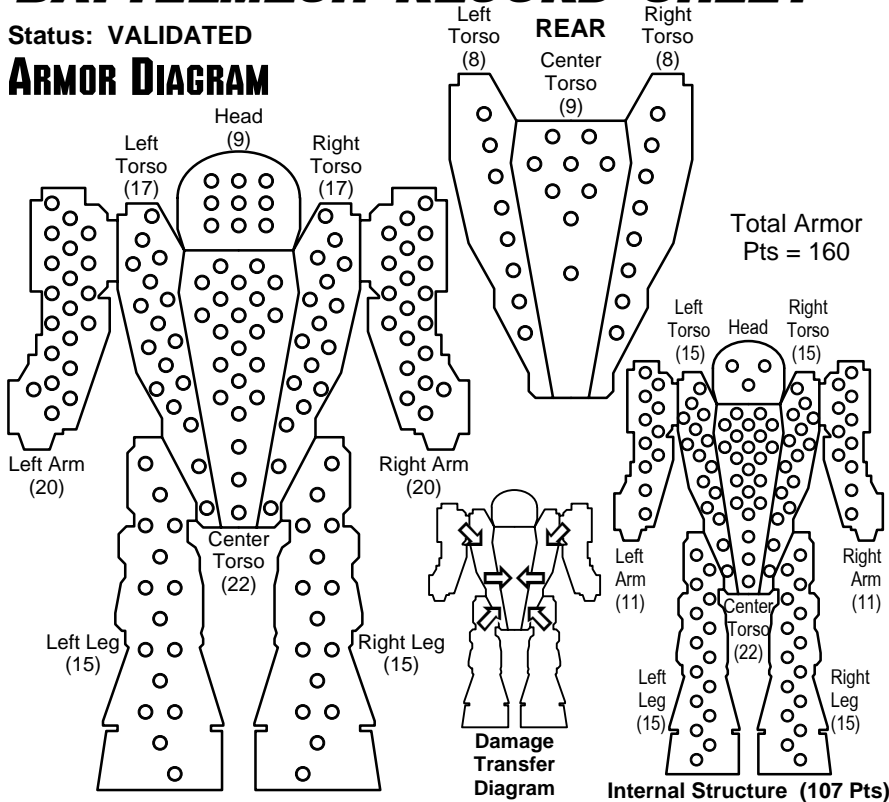 BATTLEMECH RECORD SHEET
Status: VALIDATED
ARMOR DIAGRAM
Head
(9)
Left
Torso
(17)
Right
Torso
(17)
Left Arm
(20)
Right Arm
(20)
Center
Torso
(22)
Left Leg
(15)
Right Leg
(15)
REAR
Left
Torso
(8)
Center
Torso
(9)
Right
Torso
(8)
Total Armor
Pts = 160
Left
Torso
(15)
Head
Right
Torso
(15)
Left
Arm
(11)
Right
Arm
(11)
Center
Torso
(22)
Left
Leg
(15)
Right
Leg
(15)
Damage
Transfer
Diagram
Internal Structure (107 Pts)